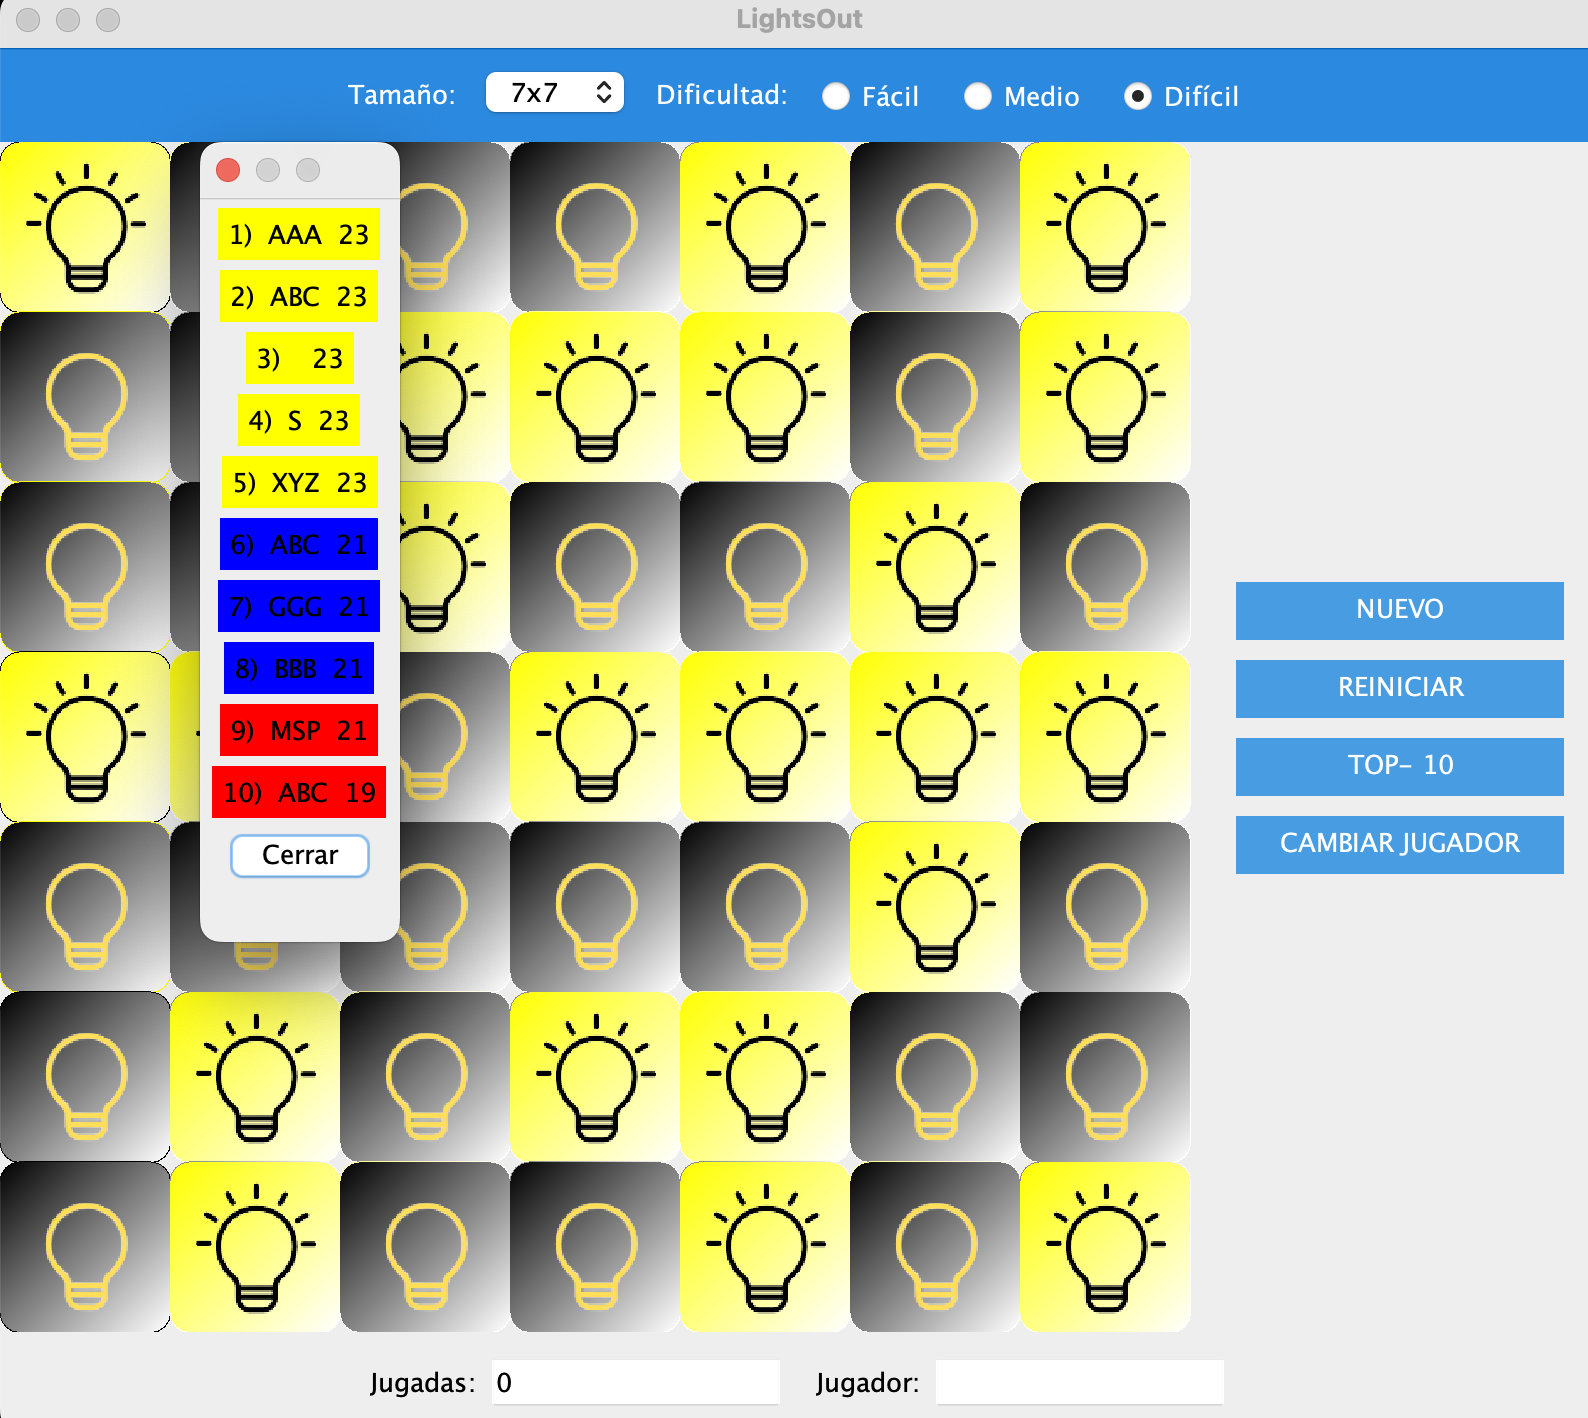 LightsOut
Tamaño: 7x7 Dificultad: Fácil Medio Difícil
1) AAA 23
2) ABC 23
3) 23
4) S 23
5) XYZ 23
6) ABC 21
7) GGG 21
8) BBB 21
9) MSP 21
10) ABC 19
Cerrar
NUEVO
REINICIAR
TOP- 10
CAMBIAR JUGADOR
Jugadas: 0 Jugador: